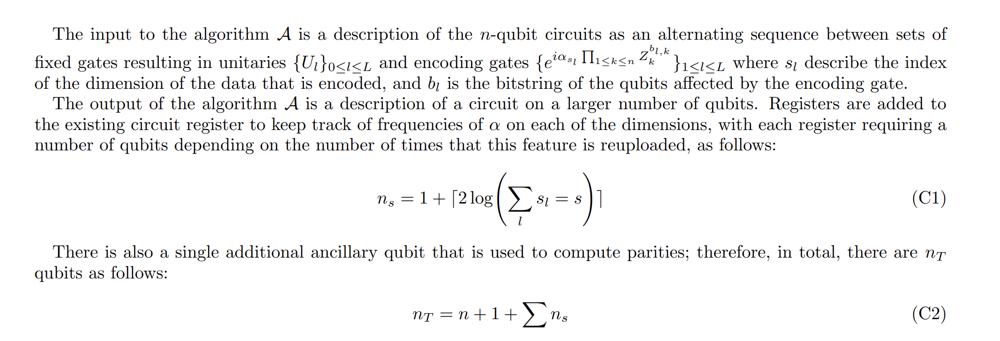 The input to the algorithm $\mathcal{A}$ is a description of the $n$-qubit circuits as an alternating sequence between sets of
fixed gates resulting in unitaries $\{U_l\}_{0 \leq l \leq L}$ and encoding gates $\{e^{i\alpha_{s_l} \prod_{1 \leq k \leq n} Z_k^{b_{l,k}}}\}_{1 \leq l \leq L}$ where $s_l$ describe the index
of the dimension of the data that is encoded, and $b_l$ is the bitstring of the qubits affected by the encoding gate.
The output of the algorithm $\mathcal{A}$ is a description of a circuit on a larger number of qubits. Registers are added to
the existing circuit register to keep track of frequencies of $\alpha$ on each of the dimensions, with each register requiring a
number of qubits depending on the number of times that this feature is reuploaded, as follows:
$n_s = 1 + \lceil 2 \log \left( \sum_l s_l = s \right) \rceil$ (C1)
There is also a single additional ancillary qubit that is used to compute parities; therefore, in total, there are $n_T$
qubits as follows:
$n_T = n + 1 + \sum n_s$ (C2)